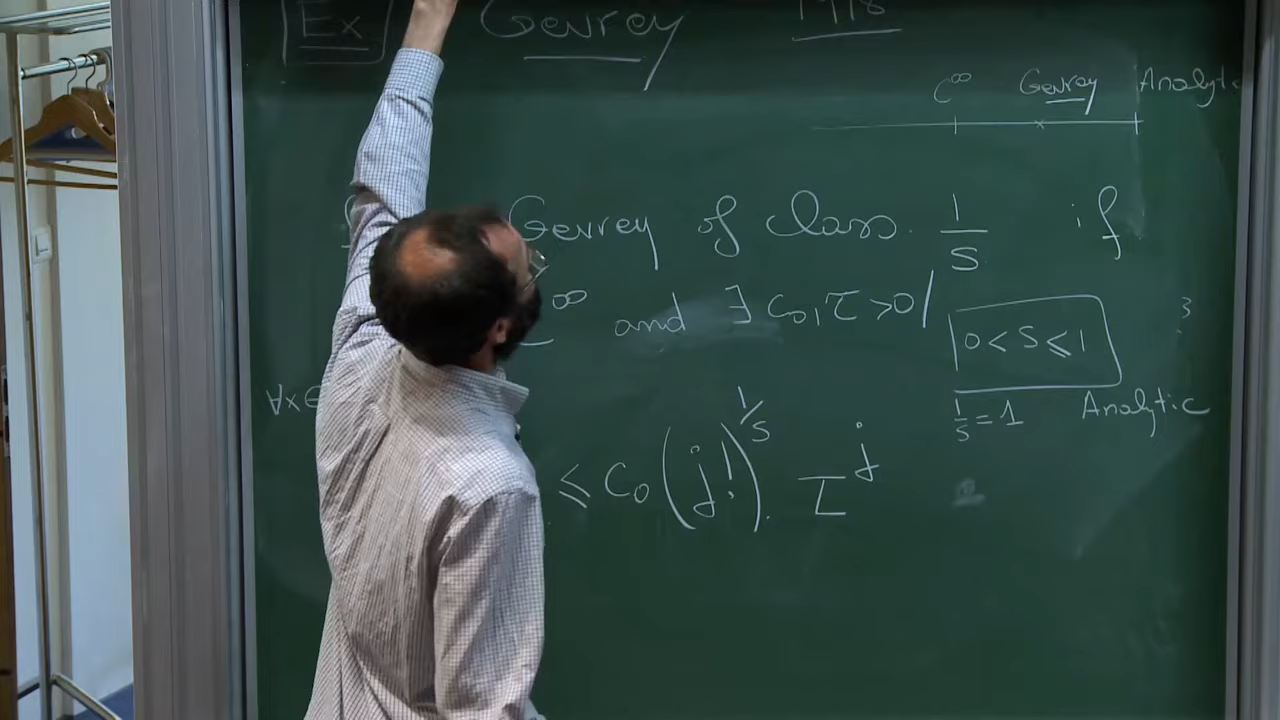 Ex Gevrey 1918
C^∞ Gevrey Analytic
f Gevrey of class 1/s if
∞ and ∃ C₀, τ > 0 / 0 < s ≤ 1
∀x∈ 1/s = 1 Analytic
≤ C₀ (j!)^{1/s} τ^j